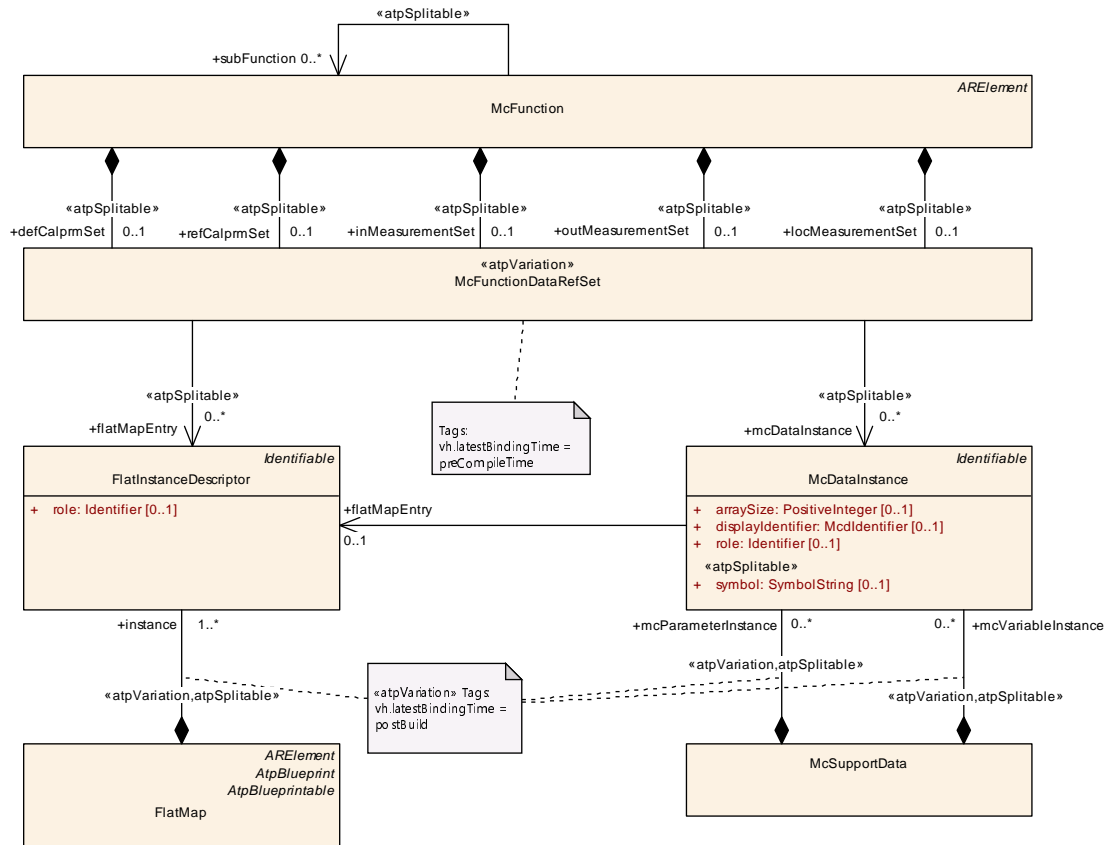 «atpSplitable»
+subFunction 0..*
ARElement
McFunction
«atpSplitable» «atpSplitable» «atpSplitable» «atpSplitable» «atpSplitable»
+defCalprmSet 0..1 +refCalprmSet 0..1 +inMeasurementSet 0..1 +outMeasurementSet 0..1 +locMeasurementSet 0..1
«atpVariation»
McFunctionDataRefSet
«atpSplitable» «atpSplitable»
0..* 0..*
+flatMapEntry +mcDataInstance
Tags:
vh.latestBindingTime =
preCompileTime
Identifiable
FlatInstanceDescriptor
+ role: Identifier [0..1]
Identifiable
McDataInstance
+ arraySize: PositiveInteger [0..1]
+ displayIdentifier: McdIdentifier [0..1]
+ role: Identifier [0..1]
«atpSplitable»
+ symbol: SymbolString [0..1]
+flatMapEntry
0..1
+instance 1..*
+mcParameterInstance 0..* 0..* +mcVariableInstance
«atpVariation,atpSplitable»
«atpVariation,atpSplitable»
«atpVariation,atpSplitable»
«atpVariation» Tags:
vh.latestBindingTime =
postBuild
ARElement
AtpBlueprint
AtpBlueprintable
FlatMap
McSupportData